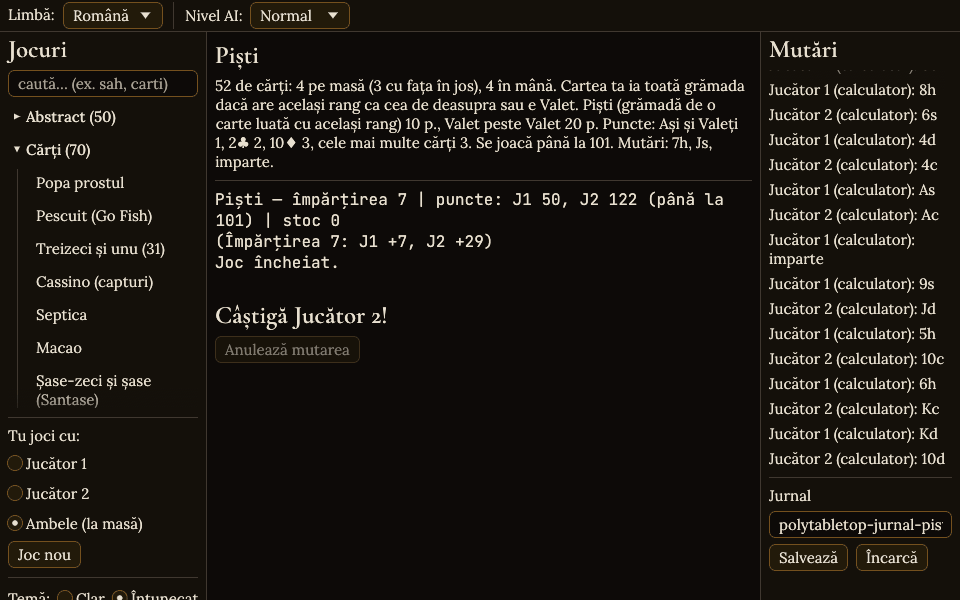 Limbă: Română Nivel AI: Normal
Jocuri
caută... (ex. sah, carti)
Abstract (50)
Cărți (70)
Popa prostul
Pescuit (Go Fish)
Treizeci și unu (31)
Cassino (capturi)
Septica
Macao
Șase-zeci și șase
(Santase)
Tu joci cu:
Jucător 1
Jucător 2
Ambele (la masă)
Joc nou
Temă: Clar Întunecat
Piști
52 de cărți: 4 pe masă (3 cu fața în jos), 4 în mână. Cartea ta ia toată grămada
dacă are același rang ca cea de deasupra sau e Valet. Piști (grămadă de o
carte luată cu același rang) 10 p., Valet peste Valet 20 p. Puncte: Ași și Valeți
1, 2♣ 2, 10♦ 3, cele mai multe cărți 3. Se joacă până la 101. Mutări: 7h, Js,
imparte.
Piști — împărțirea 7 | puncte: J1 50, J2 122 (până la
101) | stoc 0
(Împărțirea 7: J1 +7, J2 +29)
Joc încheiat.
Câștigă Jucător 2!
Anulează mutarea
Mutări
Jucător 1 (calculator): 8h
Jucător 2 (calculator): 6s
Jucător 1 (calculator): 4d
Jucător 2 (calculator): 4c
Jucător 1 (calculator): As
Jucător 2 (calculator): Ac
Jucător 1 (calculator):
imparte
Jucător 1 (calculator): 9s
Jucător 2 (calculator): Jd
Jucător 1 (calculator): 5h
Jucător 2 (calculator): 10c
Jucător 1 (calculator): 6h
Jucător 2 (calculator): Kc
Jucător 1 (calculator): Kd
Jucător 2 (calculator): 10d
Jurnal
polytabletop-jurnal-pis
Salvează Încarcă